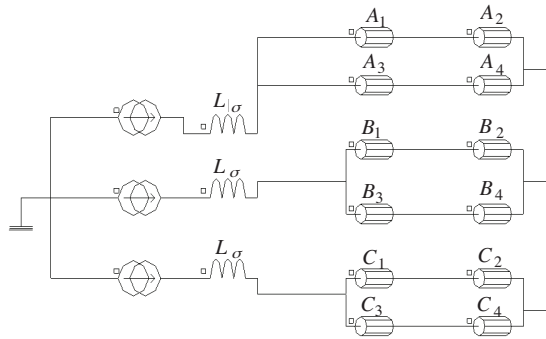 A₁ A₂
A₃ A₄
Lσ
B₁ B₂
Lσ
B₃ B₄
Lσ
C₁ C₂
C₃ C₄